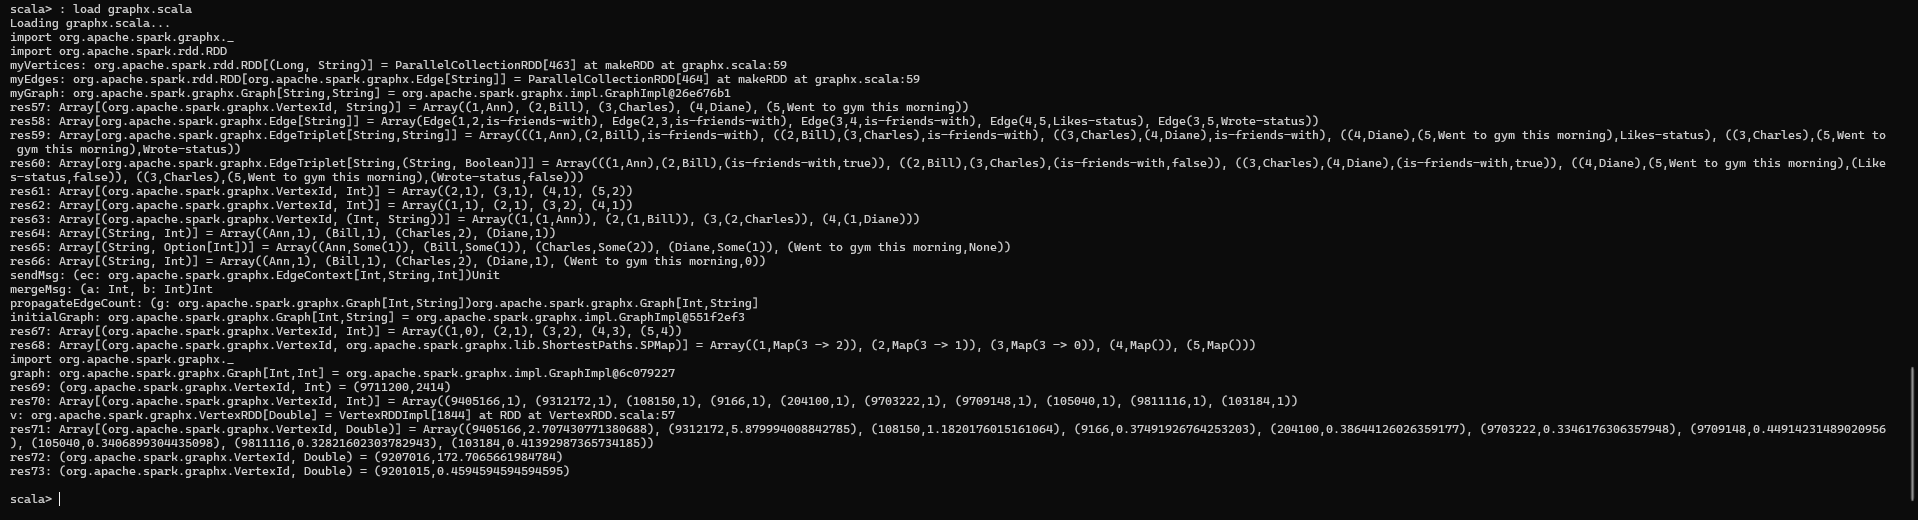 scala> : load graphx.scala
Loading graphx.scala...
import org.apache.spark.graphx._
import org.apache.spark.rdd.RDD
myVertices: org.apache.spark.rdd.RDD[(Long, String)] = ParallelCollectionRDD[463] at makeRDD at graphx.scala:59
myEdges: org.apache.spark.rdd.RDD[org.apache.spark.graphx.Edge[String]] = ParallelCollectionRDD[464] at makeRDD at graphx.scala:59
myGraph: org.apache.spark.graphx.Graph[String,String] = org.apache.spark.graphx.impl.GraphImpl@26e676b1
res57: Array[(org.apache.spark.graphx.VertexId, String)] = Array((1,Ann), (2,Bill), (3,Charles), (4,Diane), (5,Went to gym this morning))
res58: Array[org.apache.spark.graphx.Edge[String]] = Array(Edge(1,2,is-friends-with), Edge(2,3,is-friends-with), Edge(3,4,is-friends-with), Edge(4,5,Likes-status), Edge(3,5,Wrote-status))
res59: Array[org.apache.spark.graphx.EdgeTriplet[String,String]] = Array(((1,Ann),(2,Bill),is-friends-with), ((2,Bill),(3,Charles),is-friends-with), ((3,Charles),(4,Diane),is-friends-with), ((4,Diane),(5,Went to gym this morning),Likes-status), ((3,Charles),(5,Went to
 gym this morning),Wrote-status))
res60: Array[org.apache.spark.graphx.EdgeTriplet[String,(String, Boolean)]] = Array(((1,Ann),(2,Bill),(is-friends-with,true)), ((2,Bill),(3,Charles),(is-friends-with,false)), ((3,Charles),(4,Diane),(is-friends-with,true)), ((4,Diane),(5,Went to gym this morning),(Like
s-status,false)), ((3,Charles),(5,Went to gym this morning),(Wrote-status,false)))
res61: Array[(org.apache.spark.graphx.VertexId, Int)] = Array((2,1), (3,1), (4,1), (5,2))
res62: Array[(org.apache.spark.graphx.VertexId, Int)] = Array((1,1), (2,1), (3,2), (4,1))
res63: Array[(org.apache.spark.graphx.VertexId, (Int, String))] = Array((1,(1,Ann)), (2,(1,Bill)), (3,(2,Charles)), (4,(1,Diane)))
res64: Array[(String, Int)] = Array((Ann,1), (Bill,1), (Charles,2), (Diane,1))
res65: Array[(String, Option[Int])] = Array((Ann,Some(1)), (Bill,Some(1)), (Charles,Some(2)), (Diane,Some(1)), (Went to gym this morning,None))
res66: Array[(String, Int)] = Array((Ann,1), (Bill,1), (Charles,2), (Diane,1), (Went to gym this morning,0))
sendMsg: (ec: org.apache.spark.graphx.EdgeContext[Int,String,Int])Unit
mergeMsg: (a: Int, b: Int)Int
propagateEdgeCount: (g: org.apache.spark.graphx.Graph[Int,String])org.apache.spark.graphx.Graph[Int,String]
initialGraph: org.apache.spark.graphx.Graph[Int,String] = org.apache.spark.graphx.impl.GraphImpl@551f2ef3
res67: Array[(org.apache.spark.graphx.VertexId, Int)] = Array((1,0), (2,1), (3,2), (4,3), (5,4))
res68: Array[(org.apache.spark.graphx.VertexId, org.apache.spark.graphx.lib.ShortestPaths.SPMap)] = Array((1,Map(3 -> 2)), (2,Map(3 -> 1)), (3,Map(3 -> 0)), (4,Map()), (5,Map()))
import org.apache.spark.graphx._
graph: org.apache.spark.graphx.Graph[Int,Int] = org.apache.spark.graphx.impl.GraphImpl@6c079227
res69: (org.apache.spark.graphx.VertexId, Int) = (9711200,2414)
res70: Array[(org.apache.spark.graphx.VertexId, Int)] = Array((9405166,1), (9312172,1), (108150,1), (9166,1), (204100,1), (9703222,1), (9709148,1), (105040,1), (9811116,1), (103184,1))
v: org.apache.spark.graphx.VertexRDD[Double] = VertexRDDImpl[1844] at RDD at VertexRDD.scala:57
res71: Array[(org.apache.spark.graphx.VertexId, Double)] = Array((9405166,2.707430771380688), (9312172,5.879994008842785), (108150,1.1820176015161064), (9166,0.37491926764253203), (204100,0.38644126026359177), (9703222,0.3346176306357948), (9709148,0.44914231489020956
), (105040,0.3406899304435098), (9811116,0.32821602303782943), (103184,0.41392987365734185))
res72: (org.apache.spark.graphx.VertexId, Double) = (9207016,172.7065661984784)
res73: (org.apache.spark.graphx.VertexId, Double) = (9201015,0.4594594594594595)
scala>